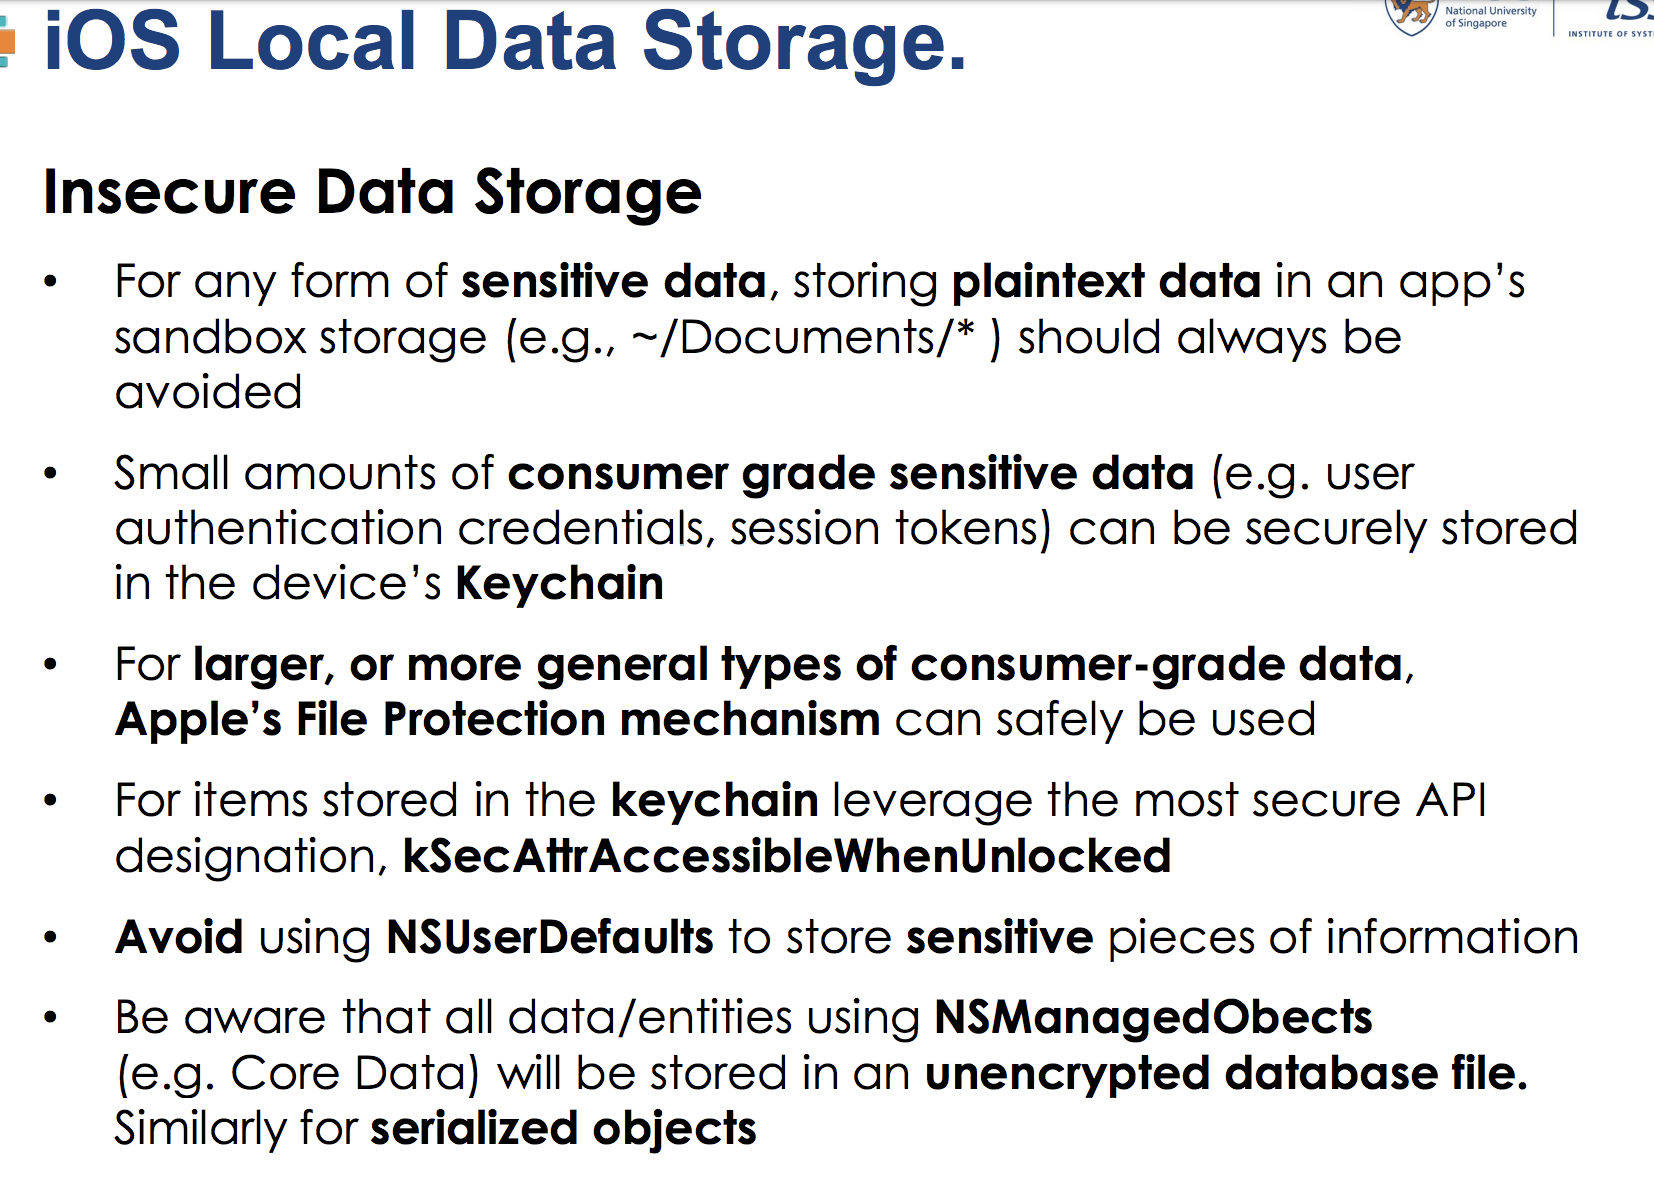 iOS Local Data Storage.
National University
of Singapore
INSTITUTE OF
Insecure Data Storage
• For any form of sensitive data, storing plaintext data in an app’s
sandbox storage (e.g., ~/Documents/* ) should always be
avoided
• Small amounts of consumer grade sensitive data (e.g. user
authentication credentials, session tokens) can be securely stored
in the device’s Keychain
• For larger, or more general types of consumer-grade data,
Apple’s File Protection mechanism can safely be used
• For items stored in the keychain leverage the most secure API
designation, kSecAttrAccessibleWhenUnlocked
• Avoid using NSUserDefaults to store sensitive pieces of information
• Be aware that all data/entities using NSManagedObects
(e.g. Core Data) will be stored in an unencrypted database file.
Similarly for serialized objects